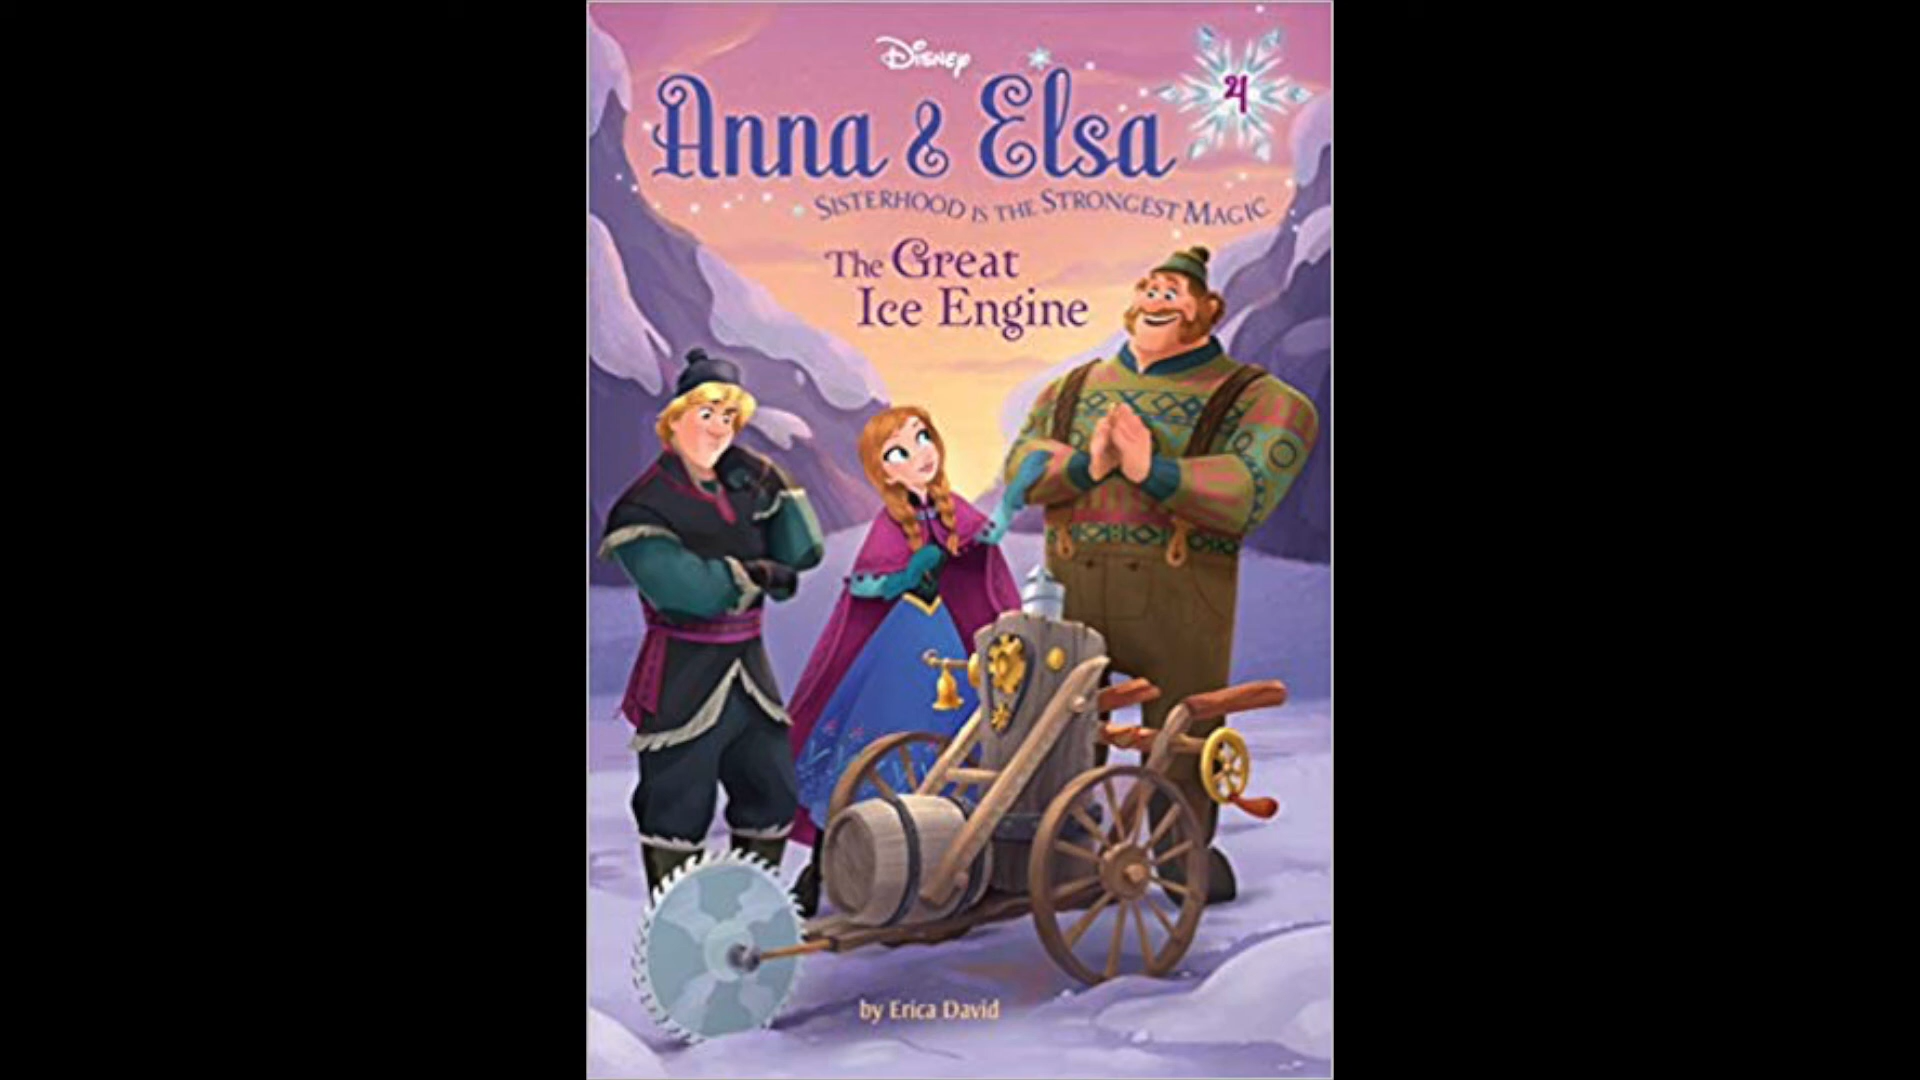 Disney
Anna & Elsa
4
Sisterhood is the Strongest Magic
The Great
Ice Engine
by Erica David